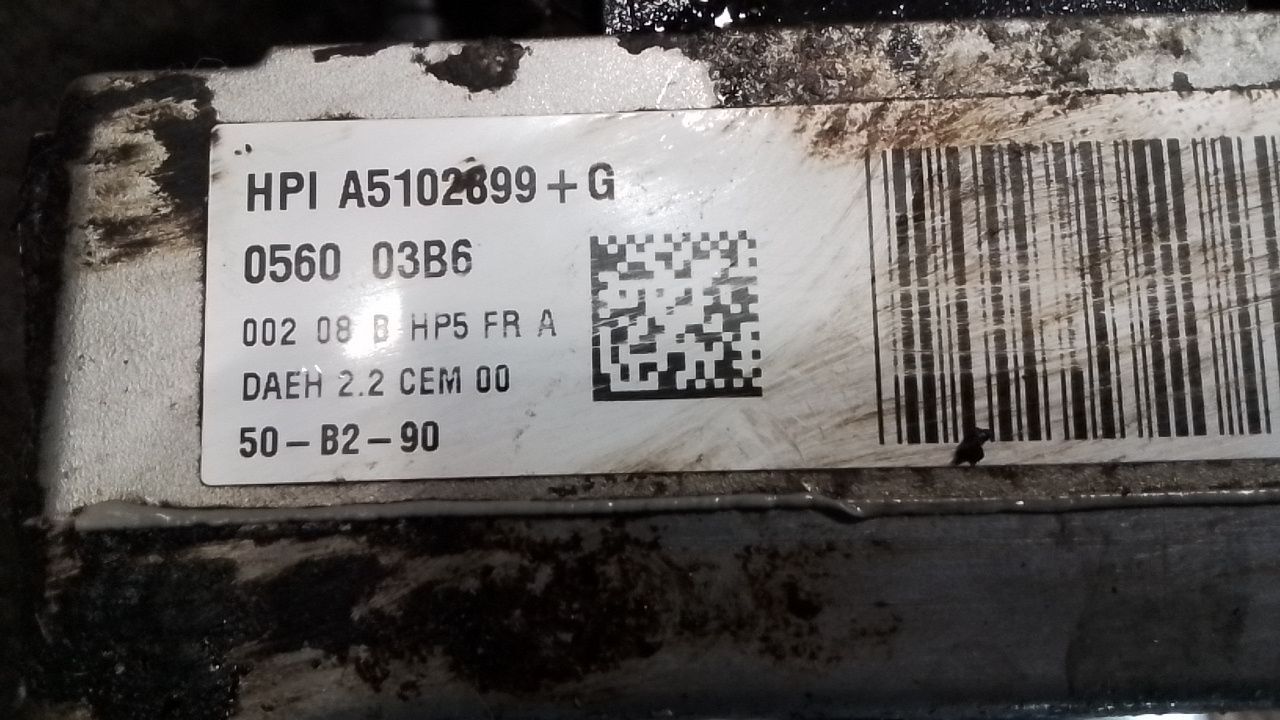 HPI A5102899+G
0560 03B6
002 08 B HP5 FR A
DAEH 2.2 CEM 00
50-B2-90